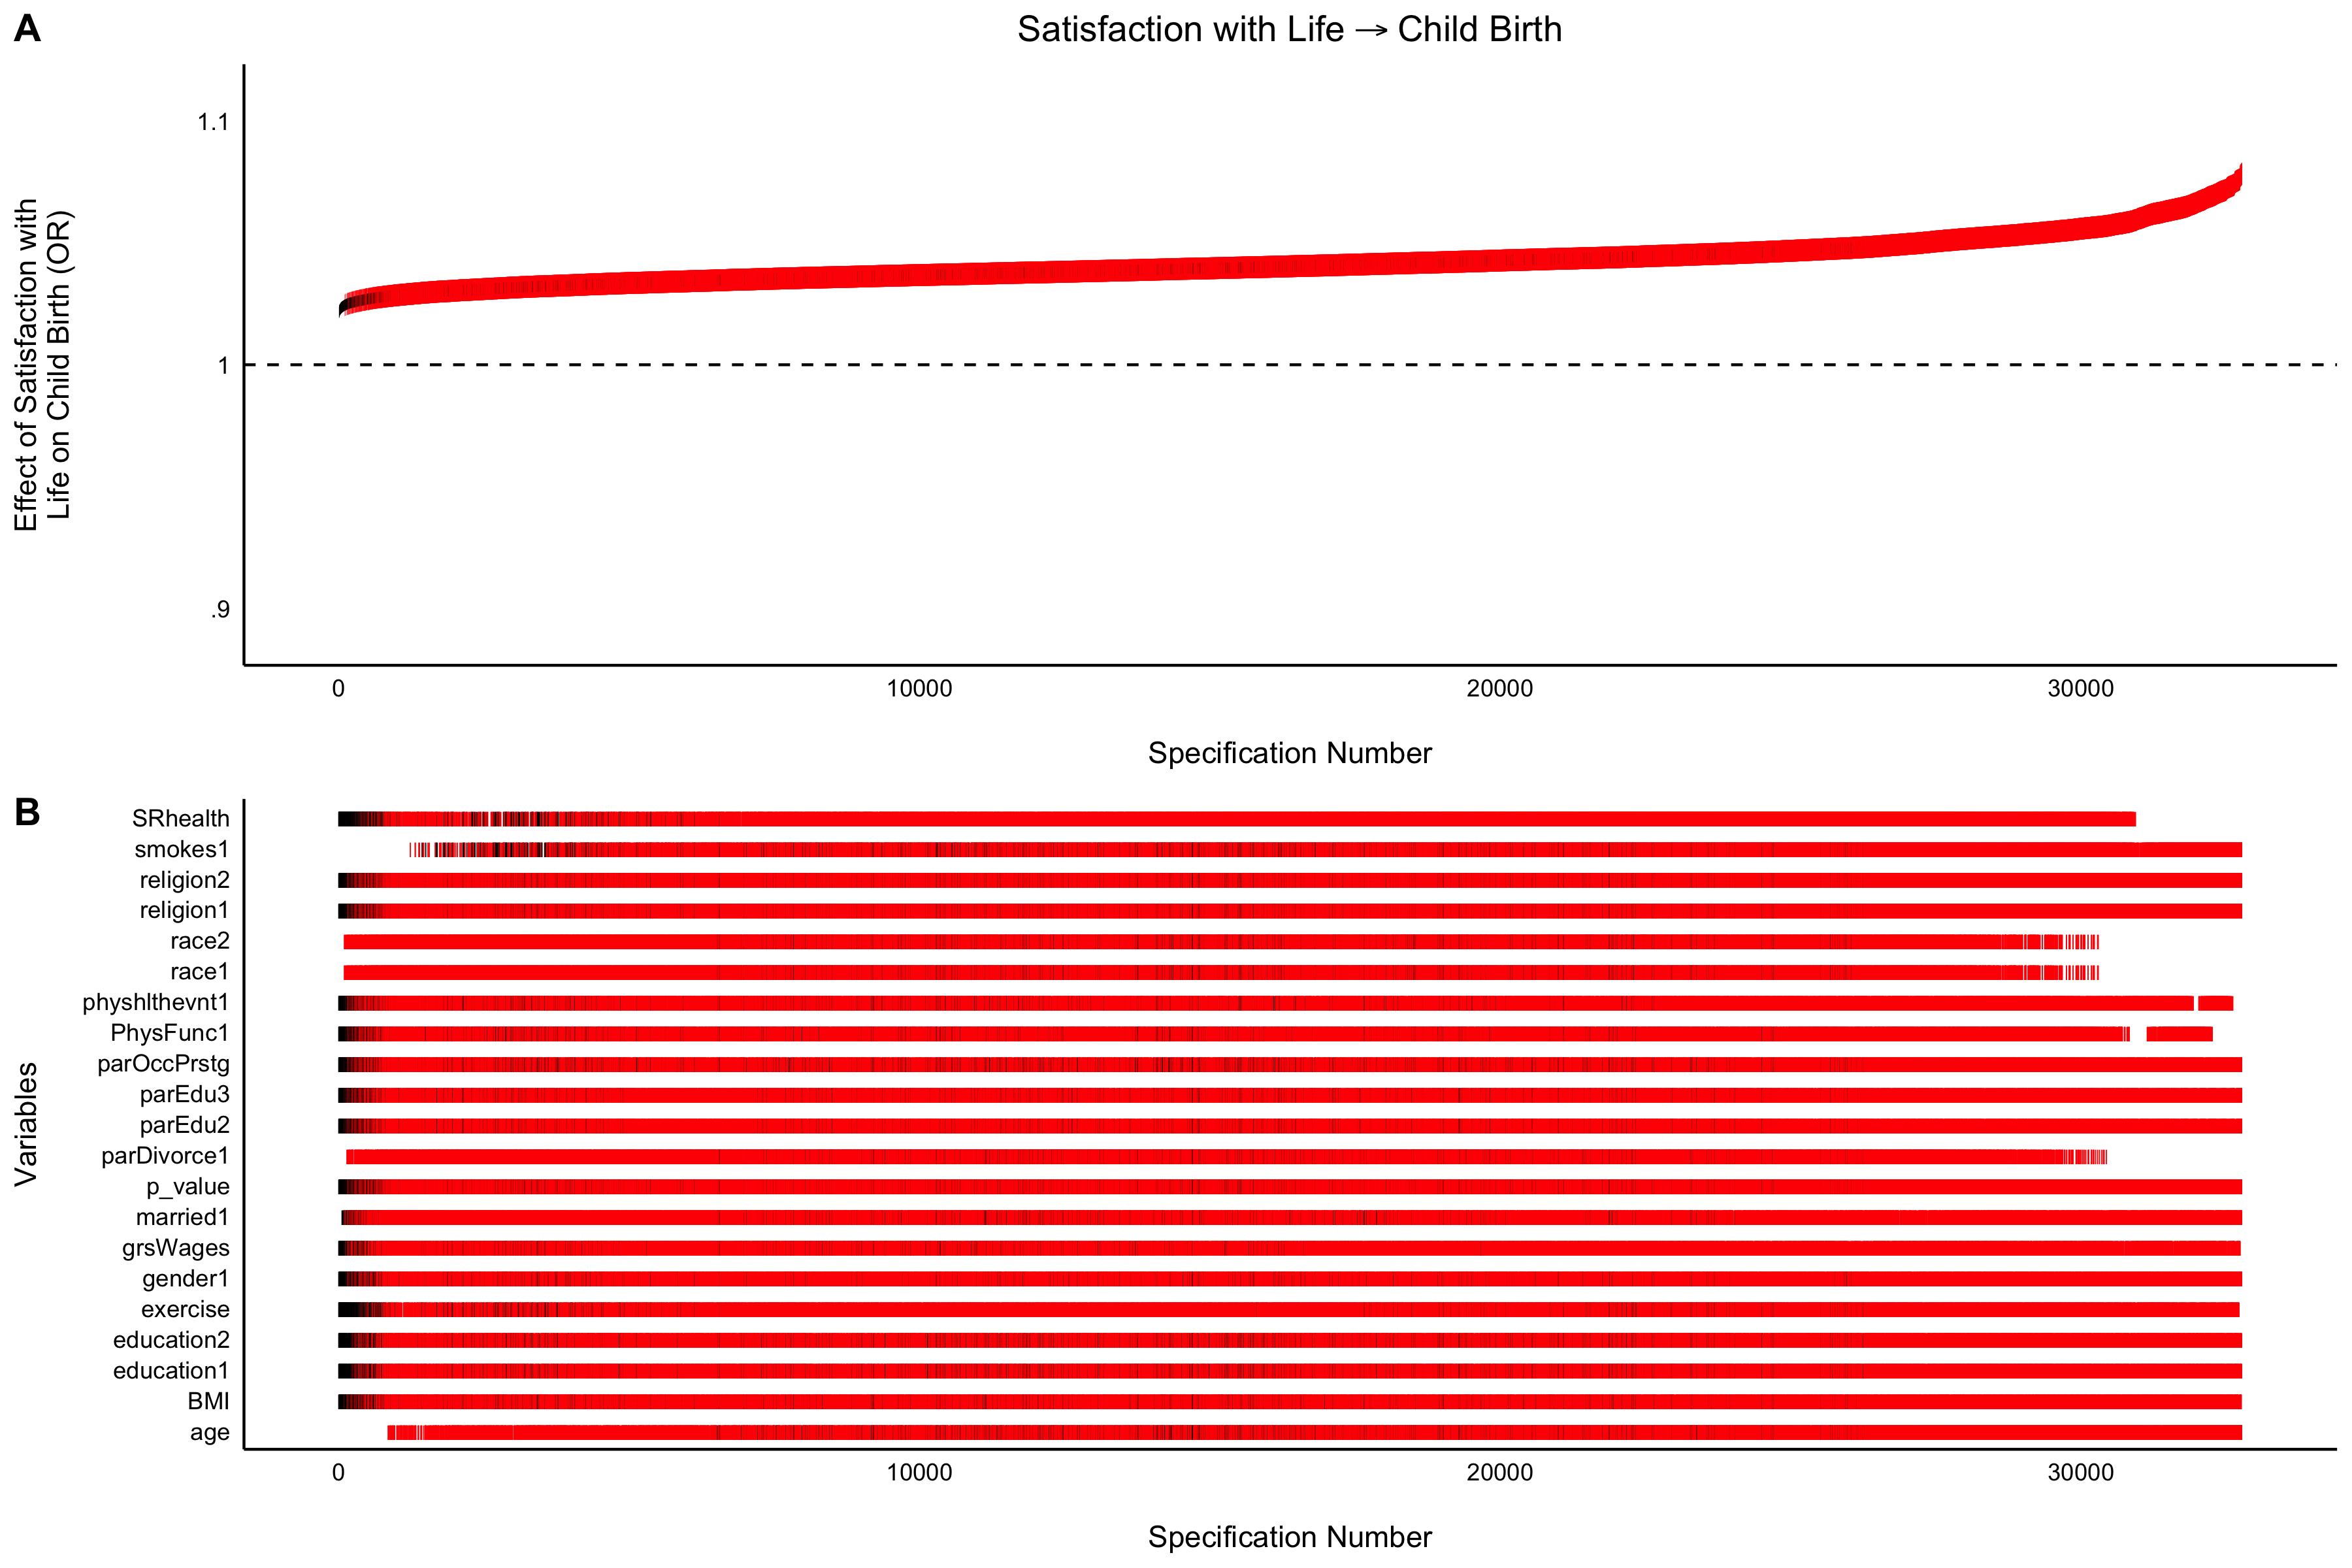 A
Satisfaction with Life → Child Birth
Effect of Satisfaction with
Life on Child Birth (OR)
1.1
1
.9
0 10000 20000 30000
Specification Number
B
Variables
SRhealth
smokes1
religion2
religion1
race2
race1
physhlthevnt1
PhysFunc1
parOccPrstg
parEdu3
parEdu2
parDivorce1
p_value
married1
grsWages
gender1
exercise
education2
education1
BMI
age
0 10000 20000 30000
Specification Number